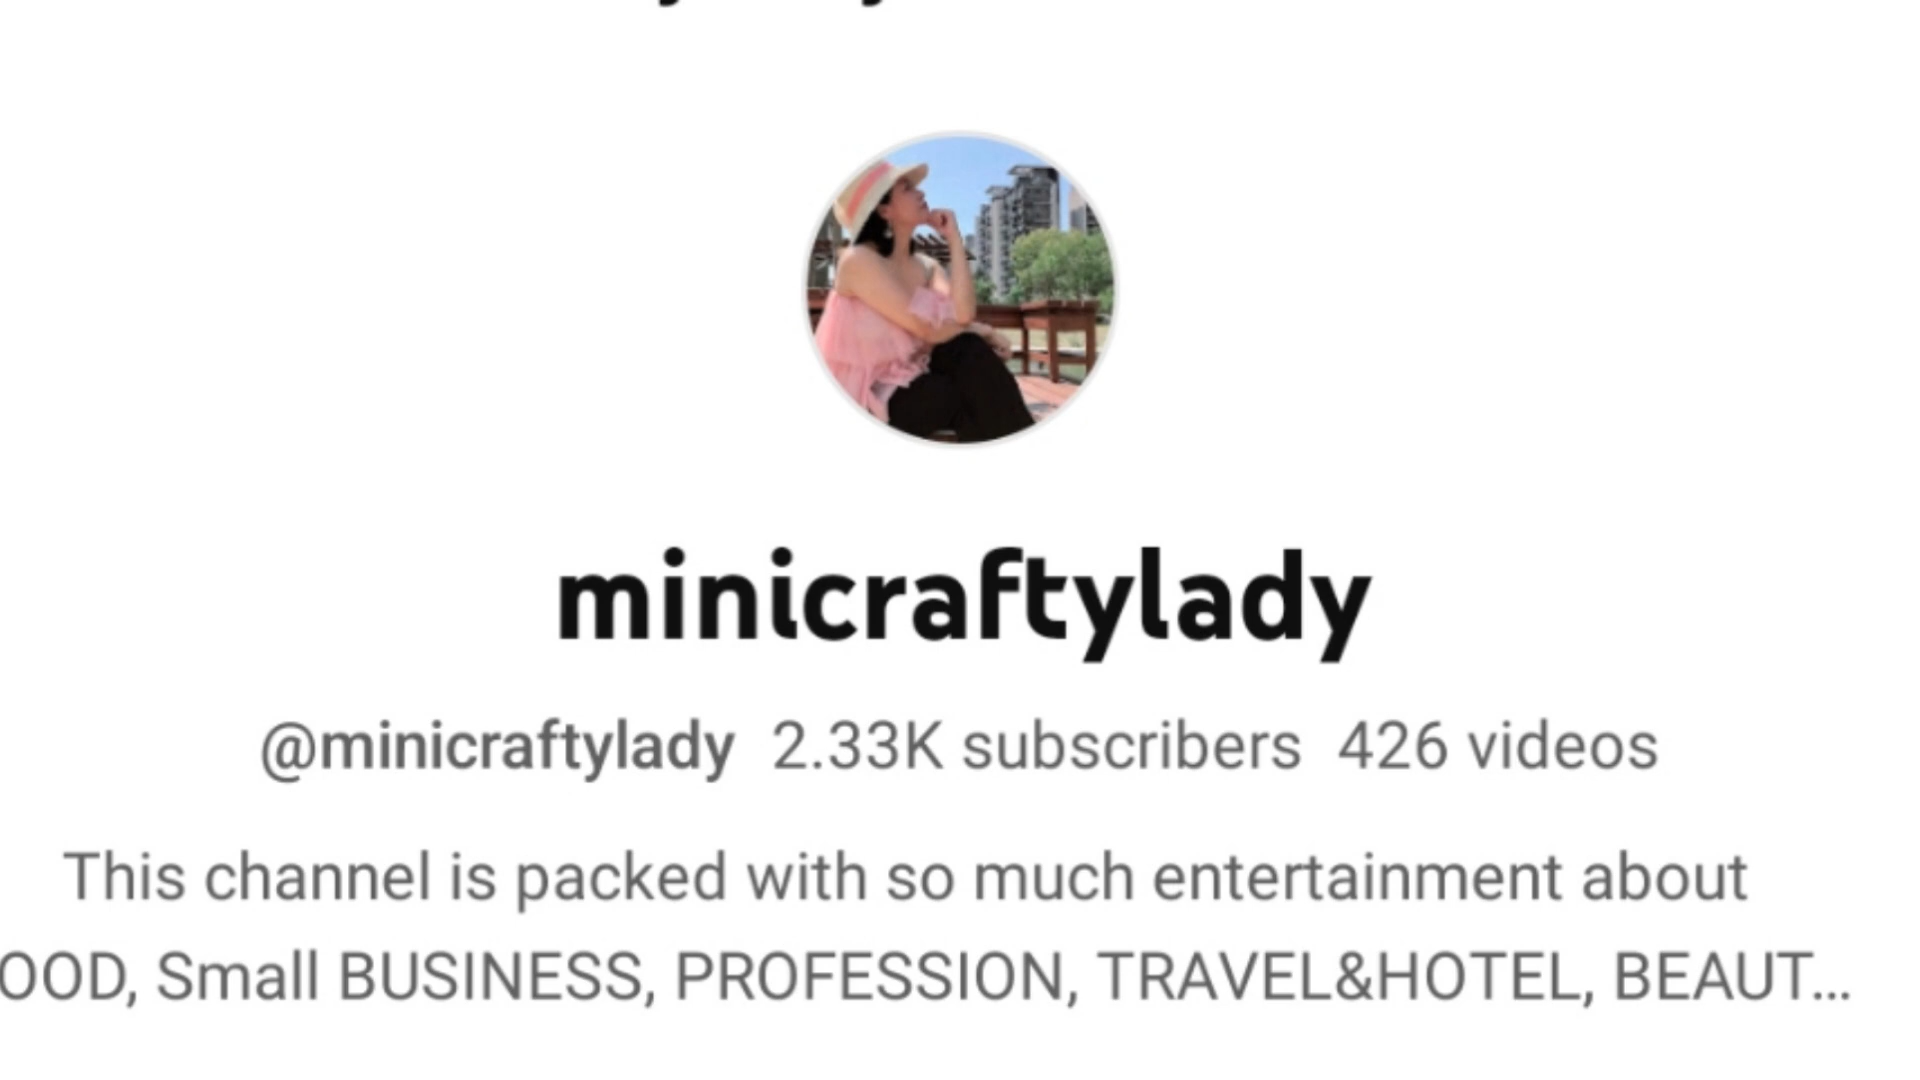 minicraftylady
@minicraftylady 2.33K subscribers 426 videos
This channel is packed with so much entertainment about
OOD, Small BUSINESS, PROFESSION, TRAVEL&HOTEL, BEAUT...